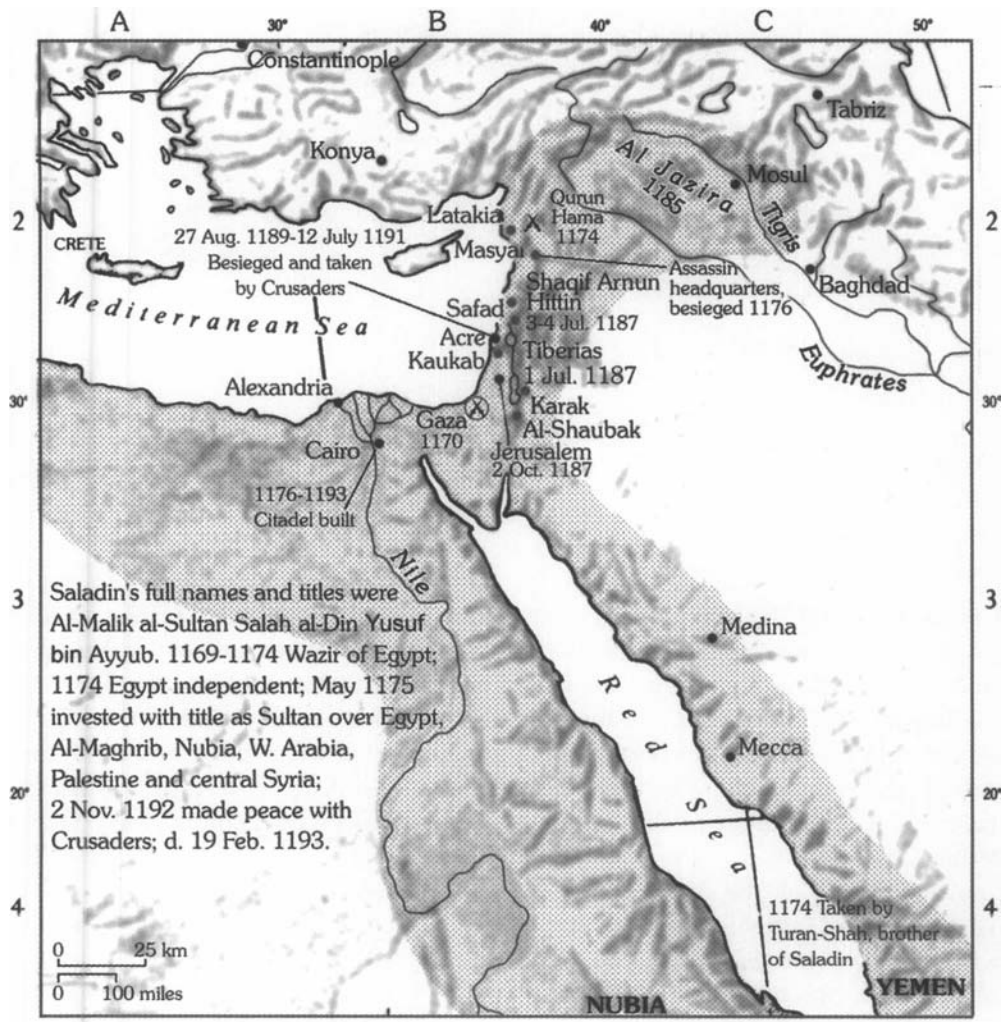 A
B
C
30°
40°
50°
Constantinople
Tabriz
Konya
Al Jazira
1185
Mosul
Tigris
2
2
Latakia
Qurun
Hama
1174
CRETE
27 Aug. 1189-12 July 1191
Besieged and taken
by Crusaders
Masyaf
Assassin
headquarters,
besieged 1176
Baghdad
Shaqif Arnun
Mediterranean Sea
Safad
Hittin
3-4 Jul. 1187
Acre
Kaukab
Tiberias
1 Jul. 1187
Euphrates
Alexandria
30°
30°
Gaza
1170
Karak
Al-Shaubak
Cairo
Jerusalem
2 Oct. 1187
1176-1193
Citadel built
Nile
3
3
Saladin's full names and titles were
Al-Malik al-Sultan Salah al-Din Yusuf
bin Ayyub. 1169-1174 Wazir of Egypt;
1174 Egypt independent; May 1175
invested with title as Sultan over Egypt,
Al-Maghrib, Nubia, W. Arabia,
Palestine and central Syria;
2 Nov. 1192 made peace with
Crusaders; d. 19 Feb. 1193.
Medina
Red Sea
Mecca
20°
20°
4
4
1174 Taken by
Turan-Shah, brother
of Saladin
0 25 km
0 100 miles
NUBIA
YEMEN